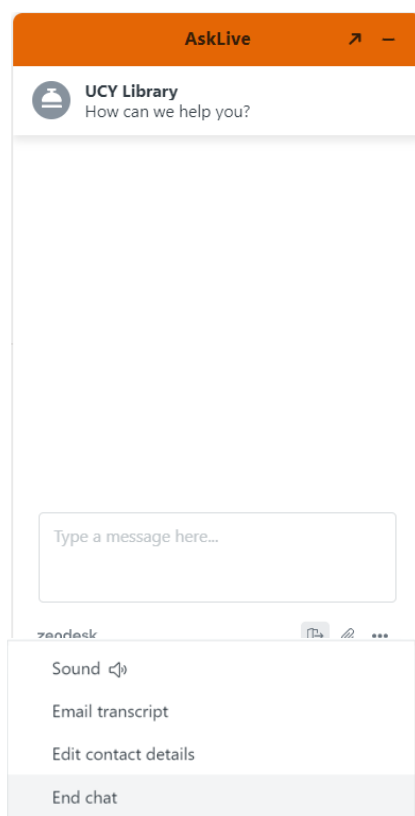 AskLive
UCY Library
How can we help you?
Type a message here...
zendesk
Sound
Email transcript
Edit contact details
End chat